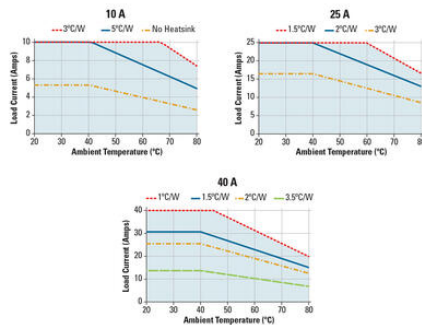 10 A
3°C/W 5°C/W No Heatsink
Load Current (Amps)
10
8
6
4
2
0
20 30 40 50 60 70 80
Ambient Temperature (°C)
25 A
1.5°C/W 2°C/W 3°C/W
Load Current (Amps)
25
20
15
10
5
0
20 30 40 50 60 70 80
Ambient Temperature (°C)
40 A
1°C/W 1.5°C/W 2°C/W 3.5°C/W
Load Current (Amps)
40
30
20
10
0
20 30 40 50 60 70 80
Ambient Temperature (°C)